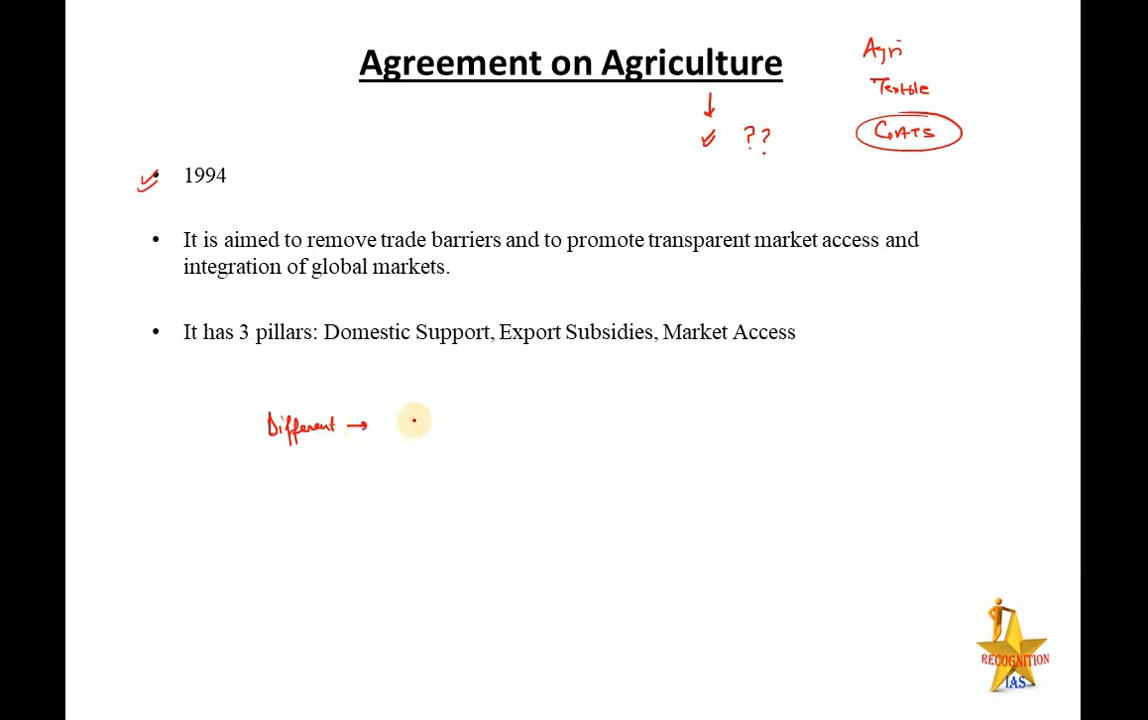 Agreement on Agriculture
Agri
Textile
GATS
??
• 1994
• It is aimed to remove trade barriers and to promote transparent market access and
integration of global markets.
• It has 3 pillars: Domestic Support, Export Subsidies, Market Access
Different →
RECOGNITION
IAS